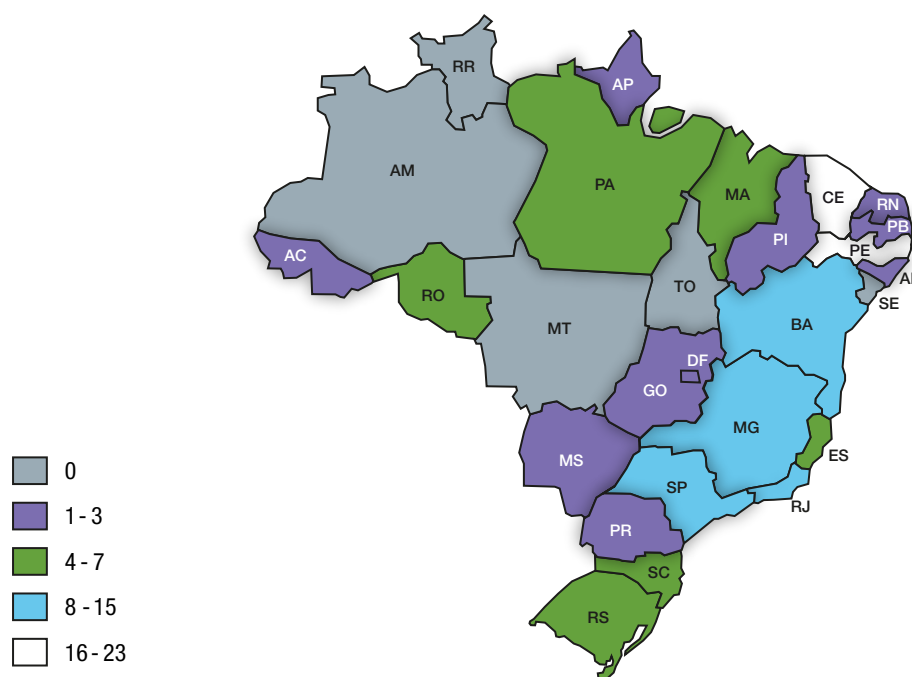 RR
AP
AM
PA
MA
CE
RN
PB
PI
PE
AC
RO
TO
SE
MT
BA
DF
GO
MG
MS
ES
SP
RJ
PR
SC
RS
0
1 - 3
4 - 7
8 - 15
16 - 23